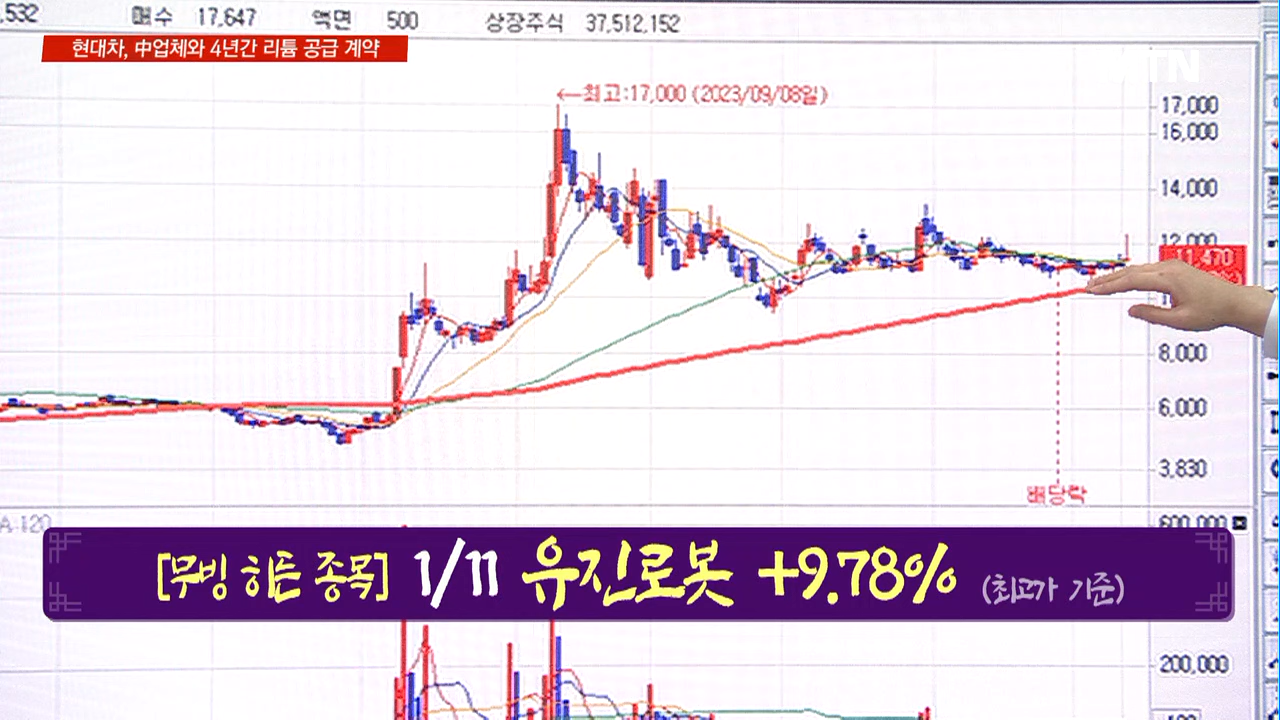 ,532 매수 17,647 액면 500 상장주식 37,512,152
현대차, 中업체와 4년간 리튬 공급 계약
←최고:17,000 (2023/09/08일)
17,000
16,000
14,000
12,000
11,470
8,000
6,000
3,830
배당락
A 120
600,000
[무빙 히든 종목] 1/11 유진로봇 +9.78% (최고가 기준)
200,000